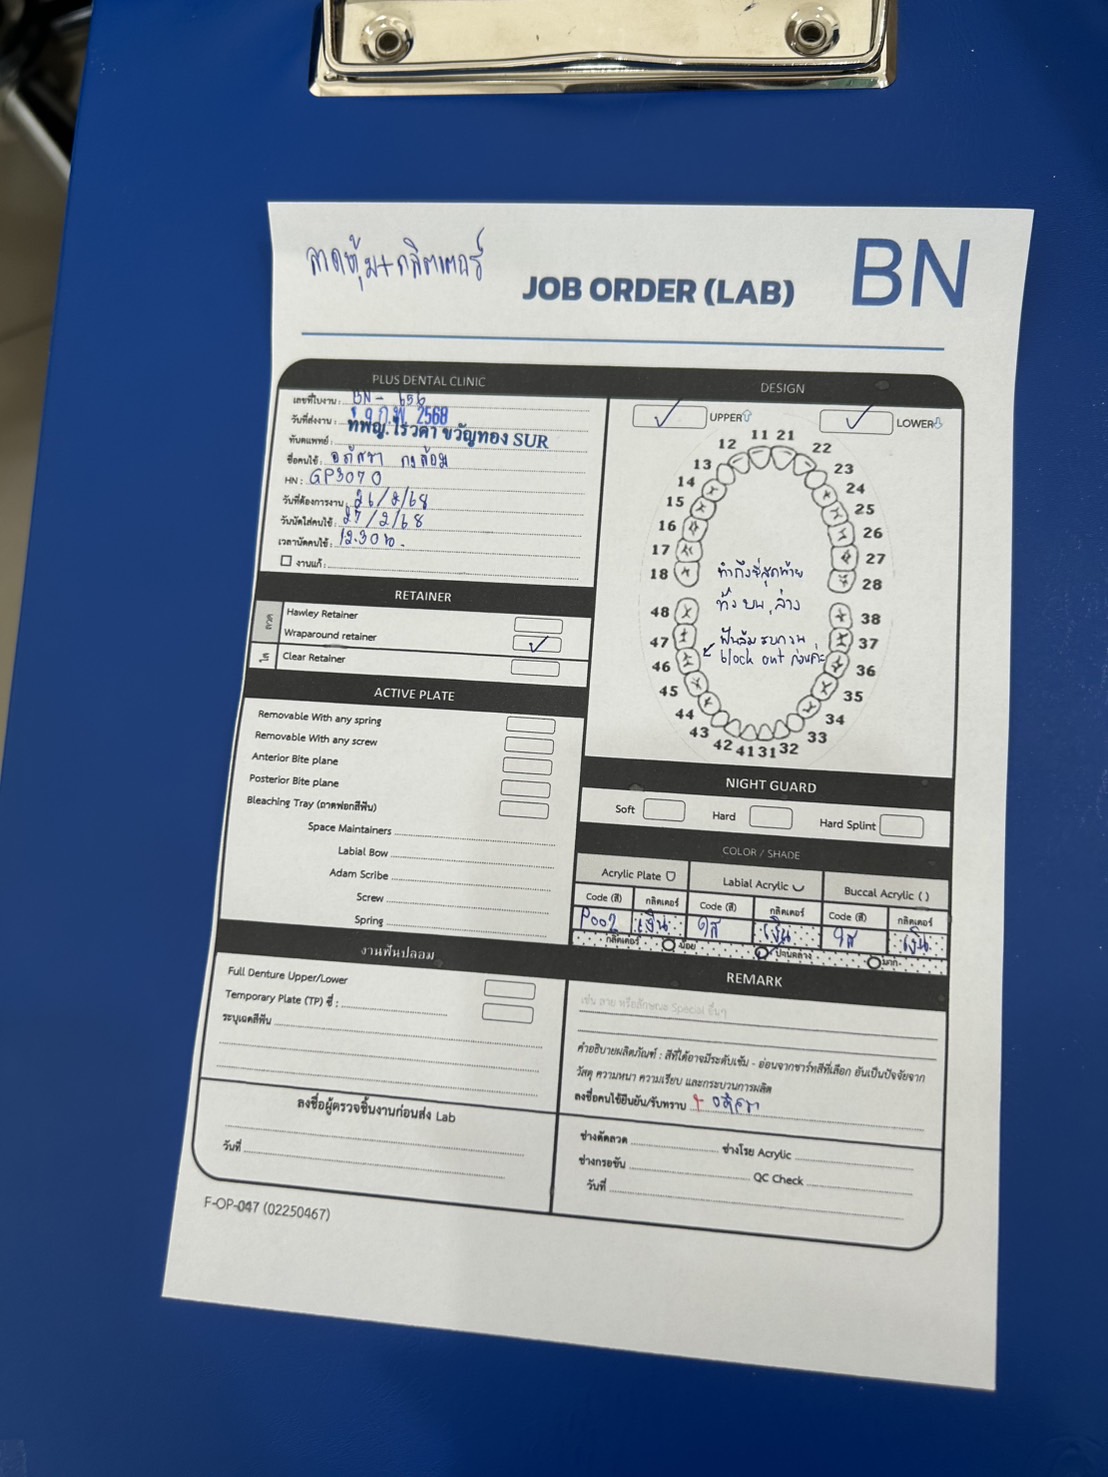 ลวดหุ้ม+กลิตเตอร์
JOB ORDER (LAB)
BN
PLUS DENTAL CLINIC
เลขที่ใบงาน : BN - 656
วันที่ส่งงาน : ก.พ. 2568
ทันตแพทย์ : ทพญ. ขวัญทอง SUR
ชื่อคนไข้ :
HN : GP3070
วันที่ต้องการงาน : 26/2/68
วันนัดใส่คนไข้ : 27/2/68
เวลานัดคนไข้ : 12.30 น.
งานแก้ :
RETAINER
ลวด
Hawley Retainer
Wraparound retainer
ใส
Clear Retainer
ACTIVE PLATE
Removable With any spring
Removable With any screw
Anterior Bite plane
Posterior Bite plane
Bleaching Tray (ถาดฟอกสีฟัน)
Space Maintainers
Labial Bow
Adam Scribe
Screw
Spring
งานฟันปลอม
Full Denture Upper/Lower
Temporary Plate (TP) ซี่ :
ระบุเฉดสีฟัน
ลงชื่อผู้ตรวจชิ้นงานก่อนส่ง Lab
วันที่
DESIGN
UPPER LOWER
11 21
12 22
13 23
14 24
15 25
16 26
17 27
18 28
ทำถึงซี่สุดท้าย
ทั้ง บน, ล่าง
48 38
47 37
46 36
ฟันล้ม รบกวน
block out ก่อนค่ะ
45 35
44 34
43 33
42 41 31 32
NIGHT GUARD
Soft Hard Hard Splint
COLOR / SHADE
Acrylic Plate Labial Acrylic Buccal Acrylic ( )
Code (สี) กลิตเตอร์ Code (สี) กลิตเตอร์ Code (สี) กลิตเตอร์
P002 เงิน ใส เงิน ใส เงิน
กลิตเตอร์ น้อย ปานกลาง มาก
REMARK
เช่น ลาย หรือลักษณะ Special อื่นๆ
คำอธิบายผลิตภัณฑ์ : สีที่ได้อาจมีระดับเข้ม - อ่อนจากชาร์ทสีที่เลือก อันเป็นปัจจัยจาก
วัสดุ ความหนา ความเรียบ และกระบวนการผลิต
ลงชื่อคนไข้ยืนยัน/รับทราบ
ช่างดัดลวด ช่างโรย Acrylic
ช่างกรอขัน QC Check
วันที่
F-OP-047 (02250467)